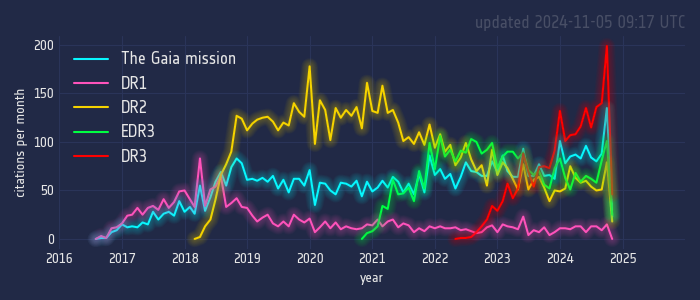 updated 2024-11-05 09:17 UTC
citations per month
200
150
100
50
0
The Gaia mission
DR1
DR2
EDR3
DR3
2016 2017 2018 2019 2020 2021 2022 2023 2024 2025
year